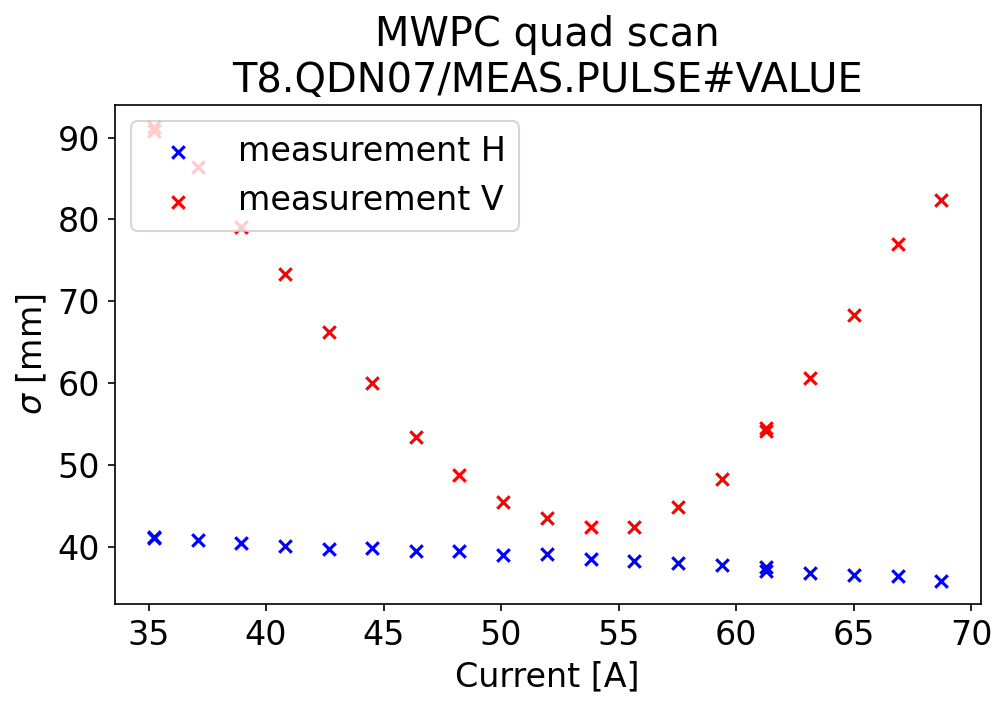 MWPC quad scan
T8.QDN07/MEAS.PULSE#VALUE
measurement H
measurement V
90
80
70
60
50
40
σ [mm]
35 40 45 50 55 60 65 70
Current [A]